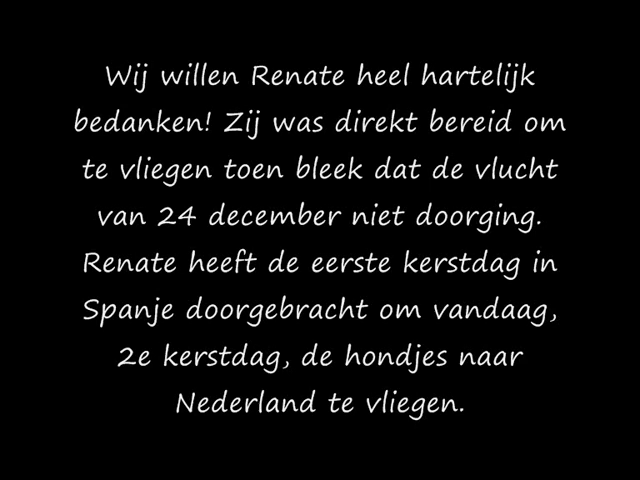 Wij willen Renate heel hartelijk
bedanken! Zij was direkt bereid om
te vliegen toen bleek dat de vlucht
van 24 december niet doorging.
Renate heeft de eerste kerstdag in
Spanje doorgebracht om vandaag,
2e kerstdag, de hondjes naar
Nederland te vliegen.